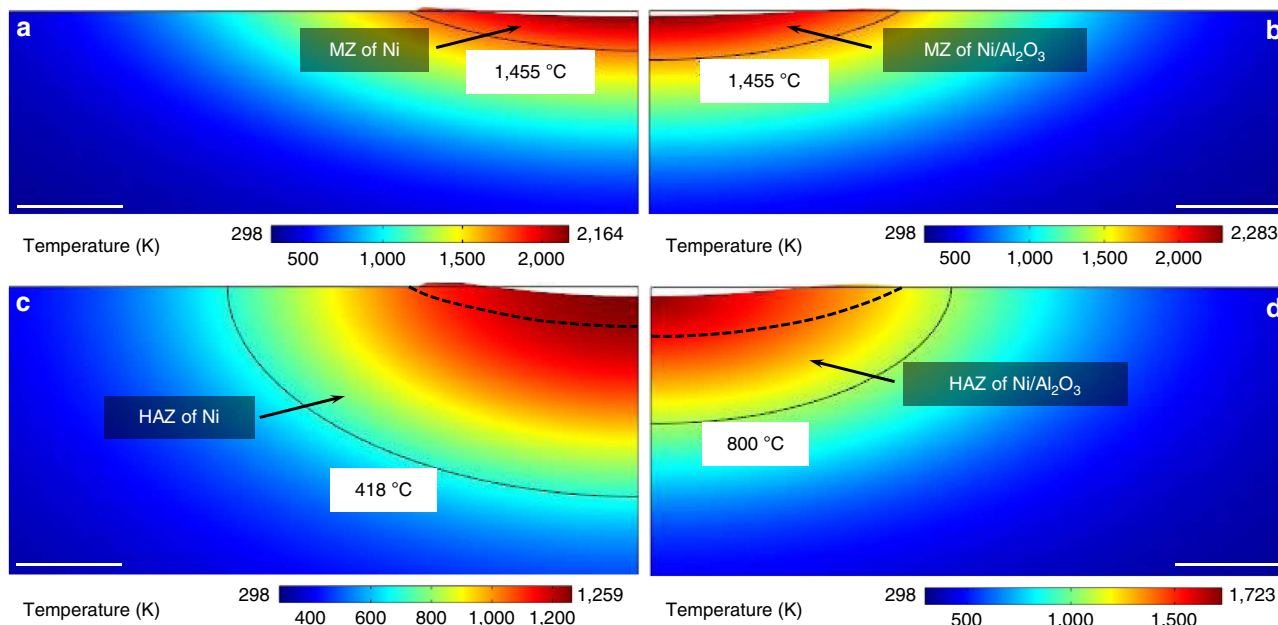 a
MZ of Ni
1,455 °C
b
MZ of Ni/Al₂O₃
1,455 °C
Temperature (K)
298
2,164
500 1,000 1,500 2,000
Temperature (K)
298
2,283
500 1,000 1,500 2,000
c
HAZ of Ni
418 °C
d
HAZ of Ni/Al₂O₃
800 °C
Temperature (K)
298
1,259
400 600 800 1,000 1,200
Temperature (K)
298
1,723
500 1,000 1,500